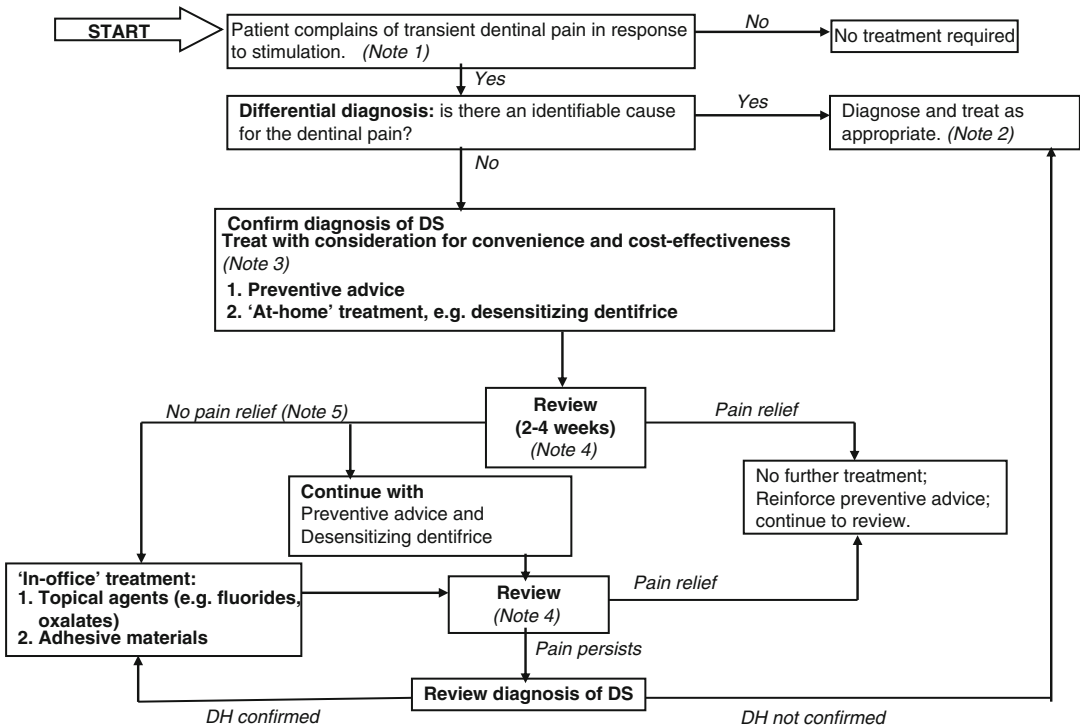 START
Patient complains of transient dentinal pain in response
to stimulation. (Note 1)
No
No treatment required
Yes
Differential diagnosis: is there an identifiable cause
for the dentinal pain?
Yes
Diagnose and treat as
appropriate. (Note 2)
No
Confirm diagnosis of DS
Treat with consideration for convenience and cost-effectiveness
(Note 3)
1. Preventive advice
2. ‘At-home’ treatment, e.g. desensitizing dentifrice
No pain relief (Note 5)
Review
(2-4 weeks)
(Note 4)
Pain relief
No further treatment;
Reinforce preventive advice;
continue to review.
Continue with
Preventive advice and
Desensitizing dentifrice
‘In-office’ treatment:
1. Topical agents (e.g. fluorides,
oxalates)
2. Adhesive materials
Review
(Note 4)
Pain relief
Pain persists
Review diagnosis of DS
DH confirmed
DH not confirmed